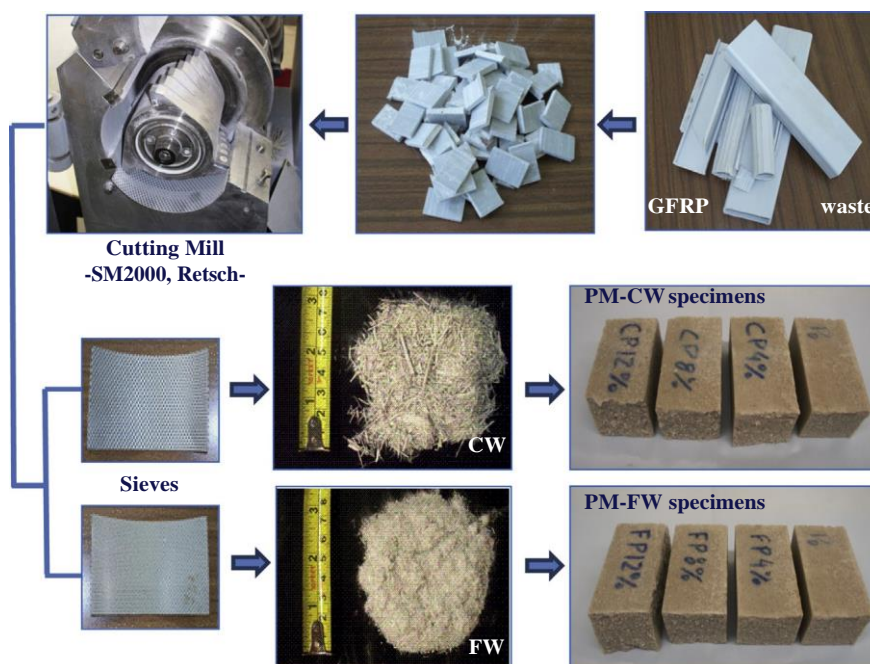 GFRP waste
Cutting Mill
-SM2000, Retsch-
PM-CW specimens
CP12%
CP8%
CP4%
CW
Sieves
PM-FW specimens
FP12%
FP8%
FP4%
FW